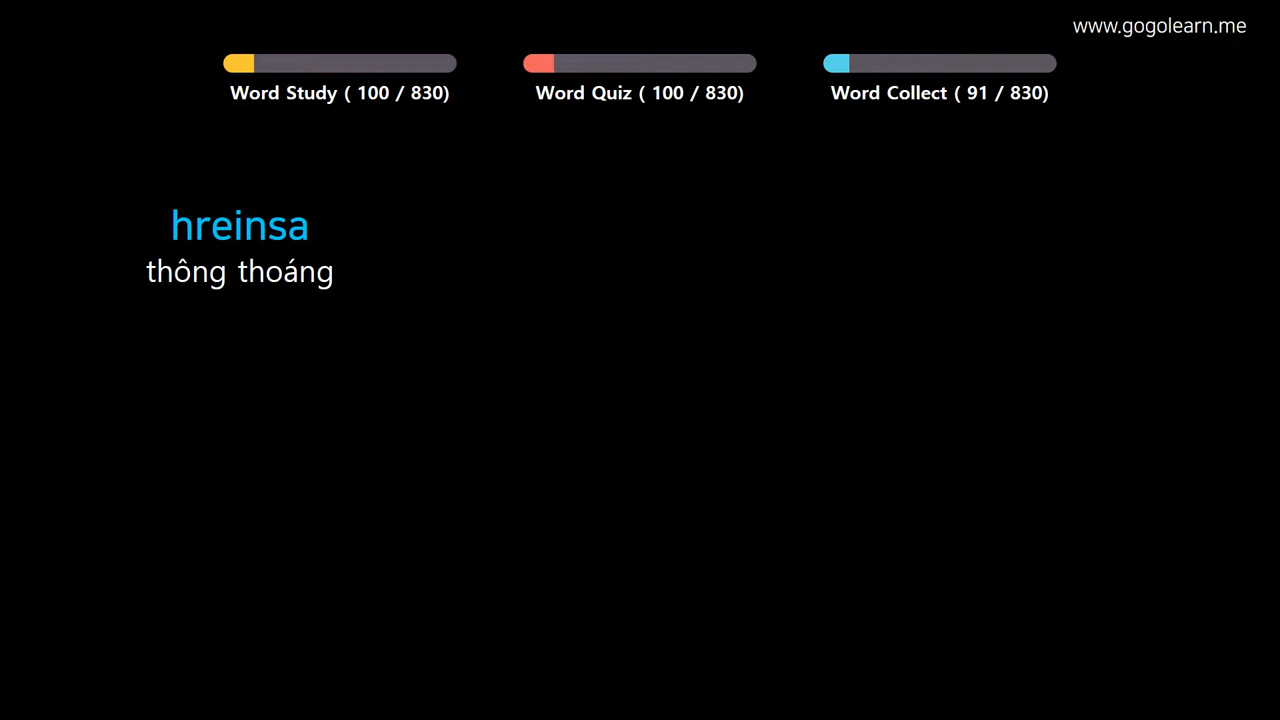 www.gogolearn.me
Word Study ( 100 / 830)
Word Quiz ( 100 / 830)
Word Collect ( 91 / 830)
hreinsa
thông thoáng